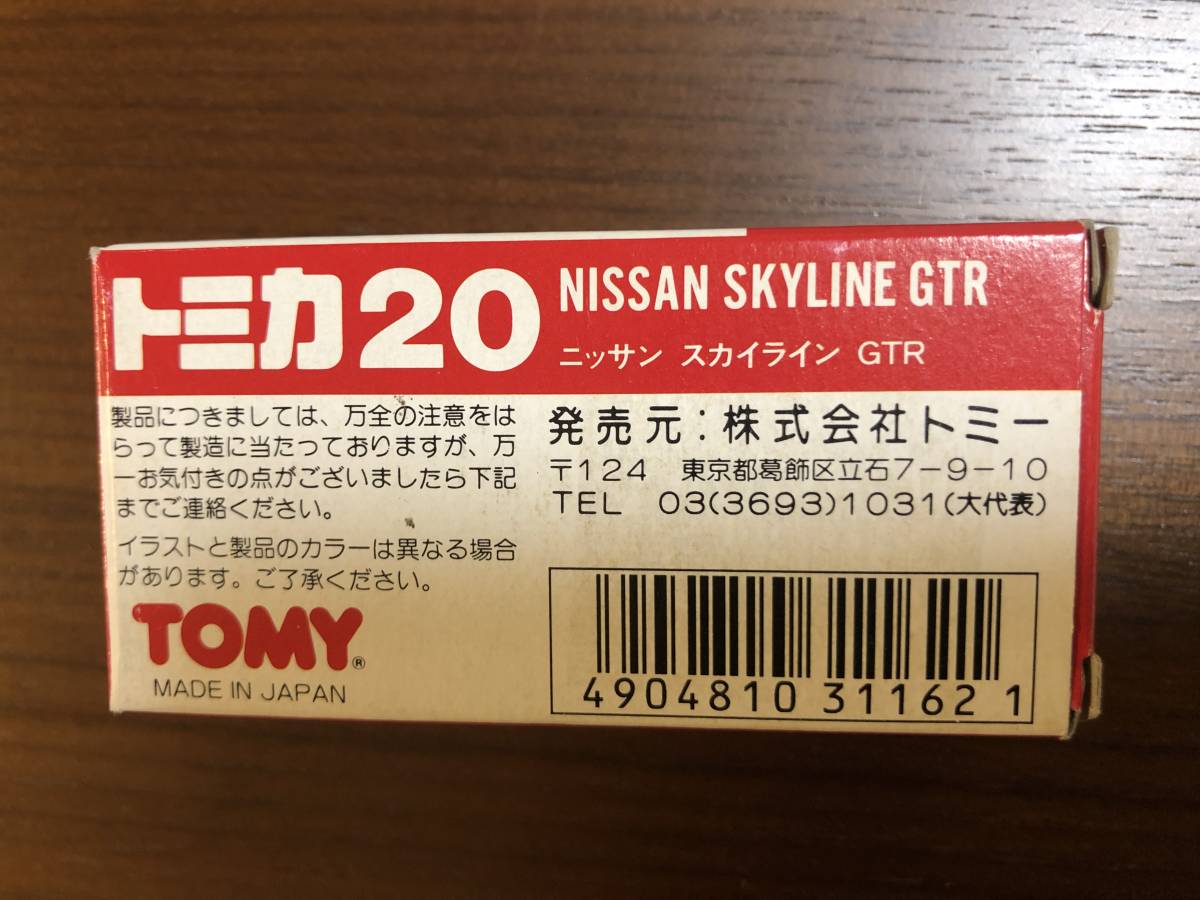 トミカ20
NISSAN SKYLINE GTR
ニッサン スカイライン GTR
製品につきましては、万全の注意をは
らって製造に当たっておりますが、万
一お気付きの点がございましたら下記
までご連絡ください。
イラストと製品のカラーは異なる場合
があります。ご了承ください。
TOMY®
MADE IN JAPAN
発売元:株式会社トミー
〒124 東京都葛飾区立石7-9-10
TEL 03(3693)1031(大代表)
4904810 311621